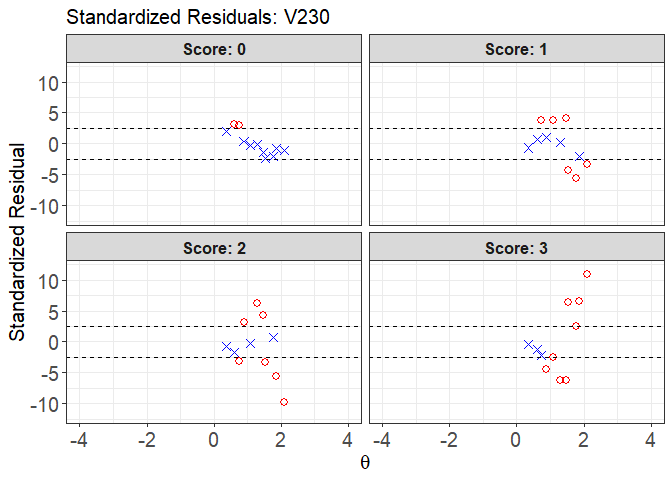 Standardized Residuals: V230
Score: 0
Score: 1
10
5
0
-5
-10
Standardized Residual
Score: 2
Score: 3
10
5
0
-5
-10
-4 -2 0 2 4
-4 -2 0 2 4
θ